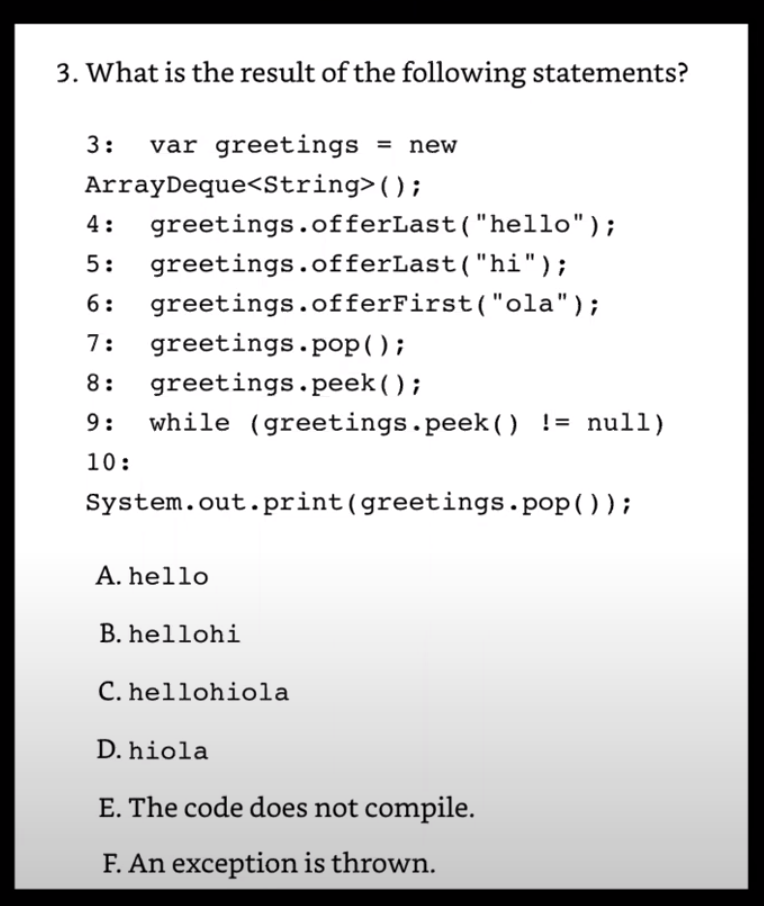 3. What is the result of the following statements?
3:  var greetings = new
ArrayDeque<String>();
4:  greetings.offerLast("hello");
5:  greetings.offerLast("hi");
6:  greetings.offerFirst("ola");
7:  greetings.pop();
8:  greetings.peek();
9:  while (greetings.peek() != null)
10:
System.out.print(greetings.pop());
A. hello
B. hellohi
C. hellohiola
D. hiola
E. The code does not compile.
F. An exception is thrown.